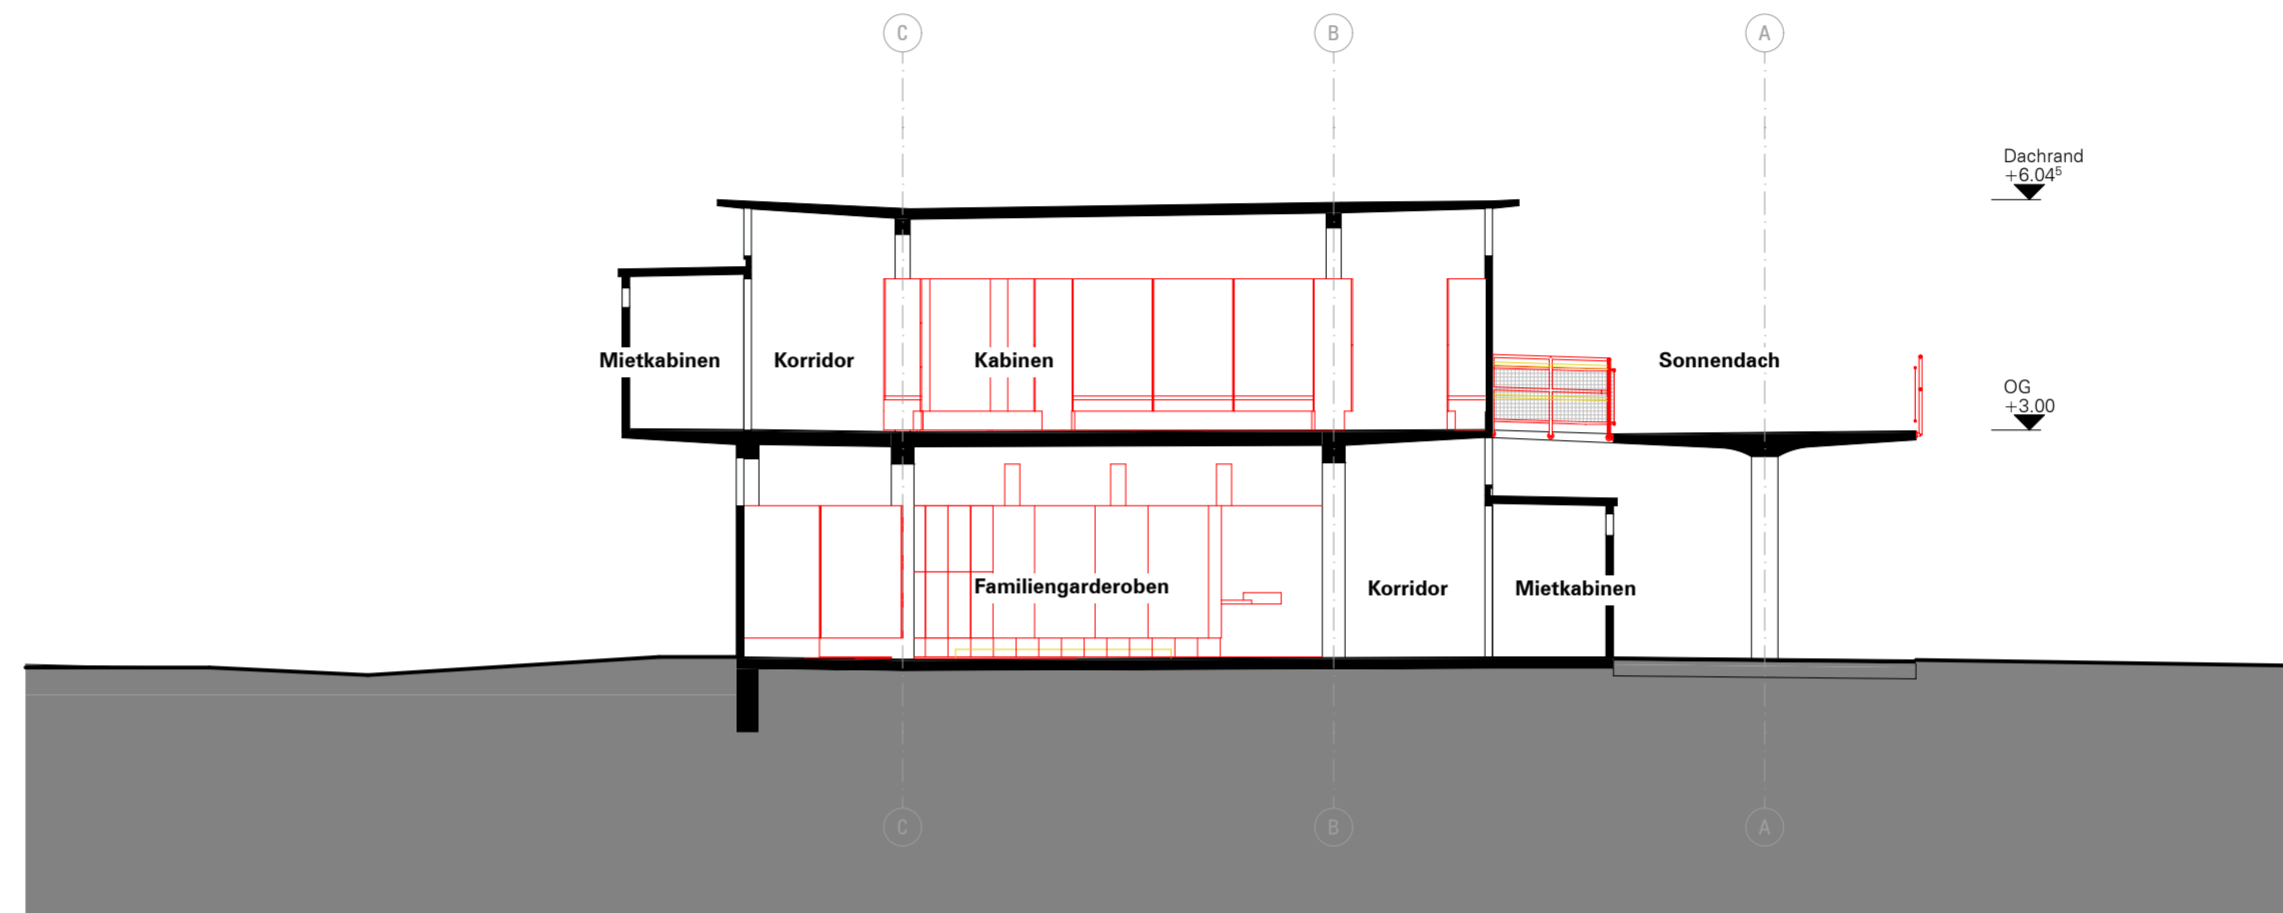 C B A
Dachrand
+6.04⁵
Mietkabinen Korridor Kabinen Sonnendach
OG
+3.00
Familiengarderoben Korridor Mietkabinen
C B A